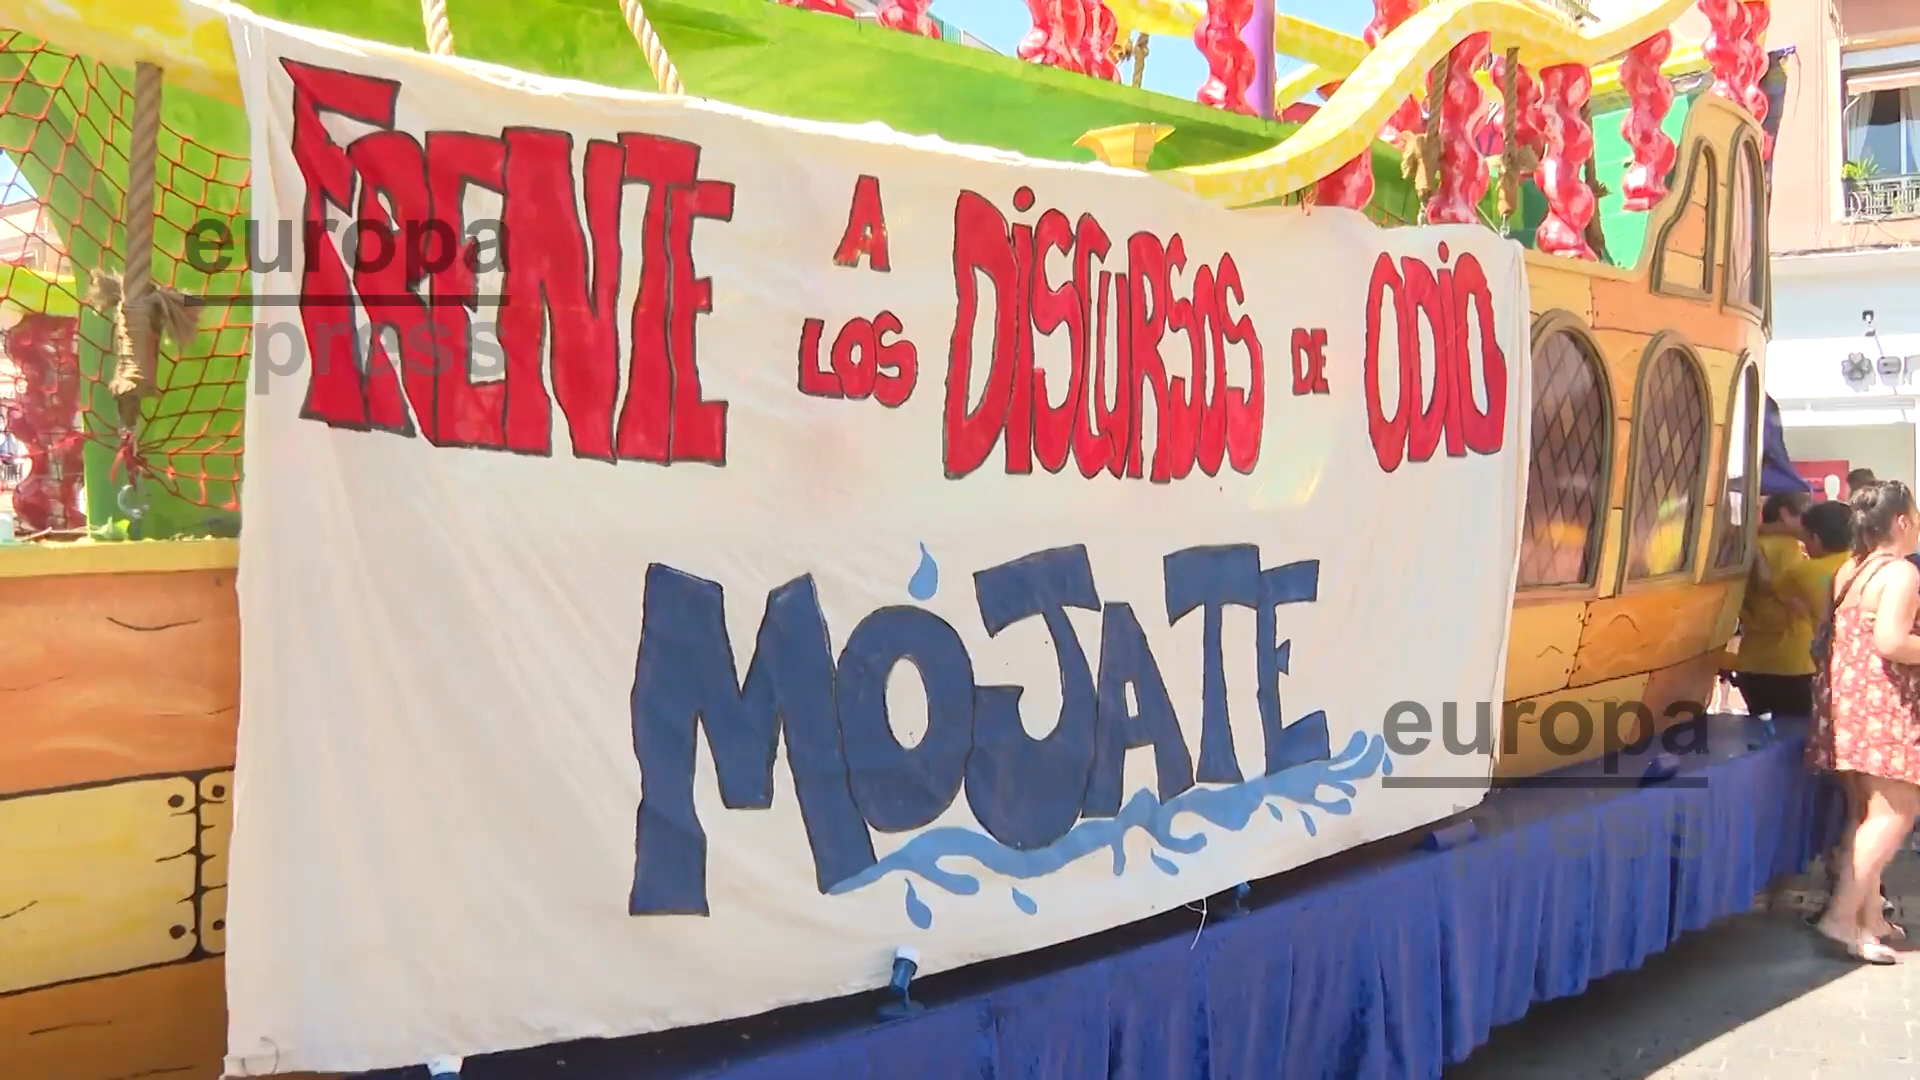 FRENTE A LOS DISCURSOS DE ODIO
MOJATE
europa
press
europa
press